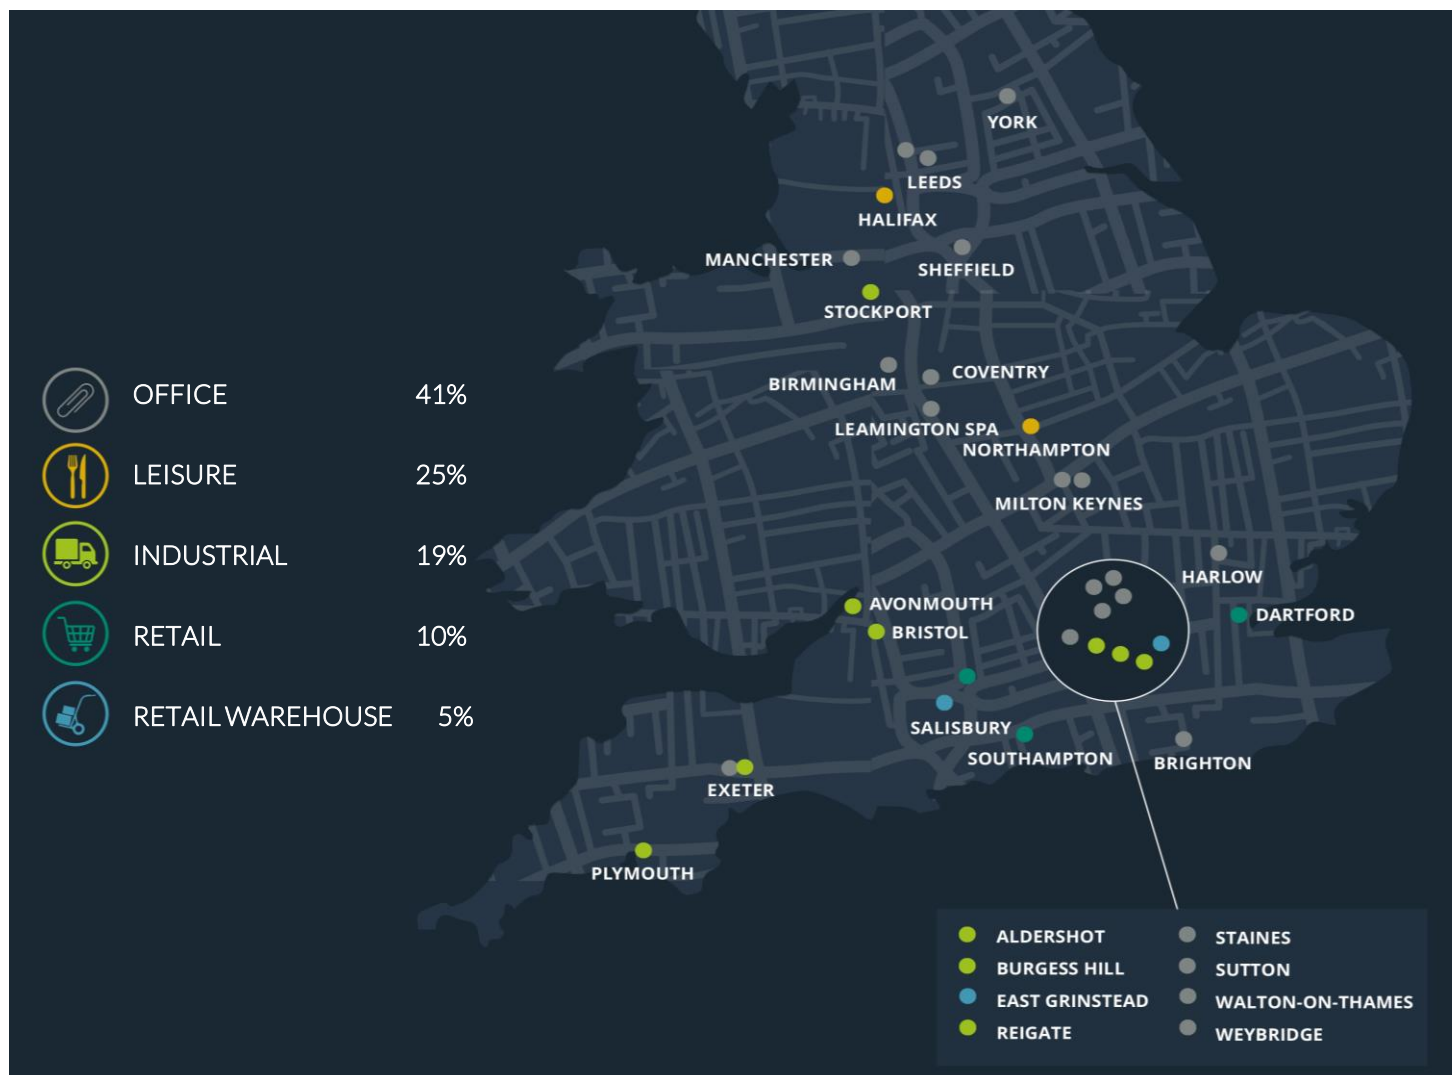 YORK
LEEDS
HALIFAX
MANCHESTER
SHEFFIELD
STOCKPORT
BIRMINGHAM
COVENTRY
LEAMINGTON SPA
NORTHAMPTON
MILTON KEYNES
HARLOW
AVONMOUTH
DARTFORD
BRISTOL
SALISBURY
SOUTHAMPTON
BRIGHTON
EXETER
PLYMOUTH
OFFICE 41%
LEISURE 25%
INDUSTRIAL 19%
RETAIL 10%
RETAIL WAREHOUSE 5%
ALDERSHOT
BURGESS HILL
EAST GRINSTEAD
REIGATE
STAINES
SUTTON
WALTON-ON-THAMES
WEYBRIDGE